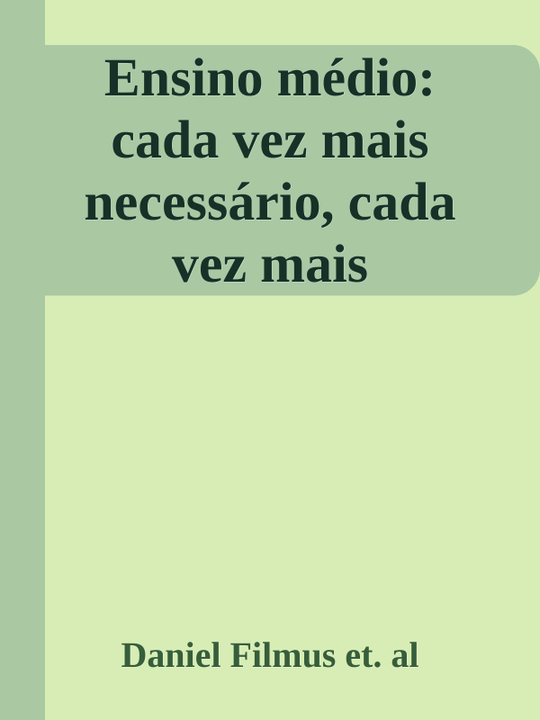 Ensino médio:
cada vez mais
necessário, cada
vez mais
Daniel Filmus et. al